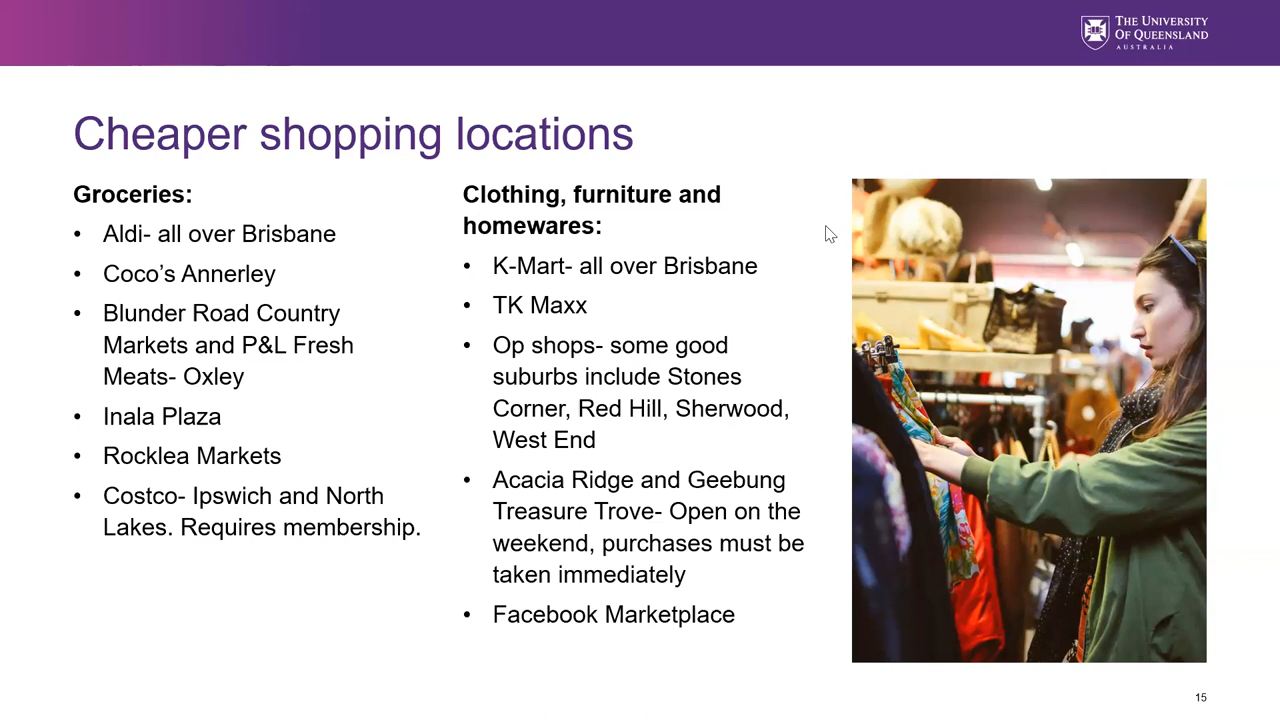 THE UNIVERSITY
OF QUEENSLAND
AUSTRALIA
Cheaper shopping locations
Groceries:
• Aldi- all over Brisbane
• Coco's Annerley
• Blunder Road Country
Markets and P&L Fresh
Meats- Oxley
• Inala Plaza
• Rocklea Markets
• Costco- Ipswich and North
Lakes. Requires membership.
Clothing, furniture and
homewares:
• K-Mart- all over Brisbane
• TK Maxx
• Op shops- some good
suburbs include Stones
Corner, Red Hill, Sherwood,
West End
• Acacia Ridge and Geebung
Treasure Trove- Open on the
weekend, purchases must be
taken immediately
• Facebook Marketplace
15